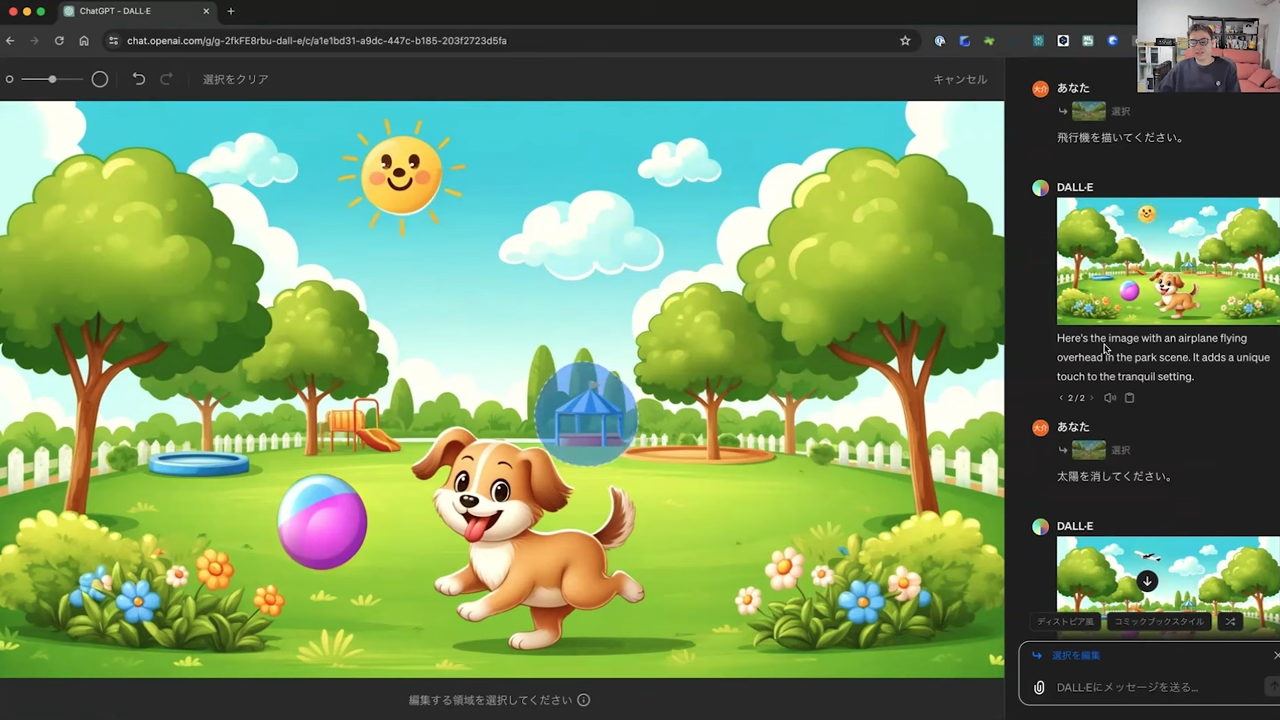 ChatGPT - DALL·E
chat.openai.com/g/g-2fkFE8rbu-dall-e/c/a1e1bd31-a9dc-447c-b185-203f2723d5fa
選択をクリア
キャンセル
編集する領域を選択してください
大介 あなた
選択
飛行機を描いてください。
DALL·E
Here's the image with an airplane flying
overhead in the park scene. It adds a unique
touch to the tranquil setting.
2 / 2
大介 あなた
選択
太陽を消してください。
DALL·E
ディストピア風
コミックブックスタイル
選択を編集
DALL·Eにメッセージを送る...